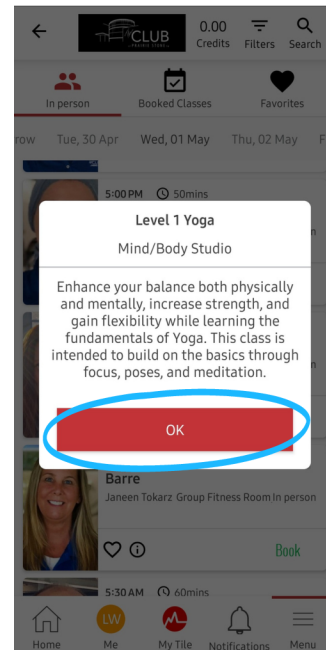 CLUB
PRAIRIE STONE
0.00
Credits
Filters
Search
In person
Booked Classes
Favorites
row
Tue, 30 Apr
Wed, 01 May
Thu, 02 May
F
5:00 PM
50mins
n
Level 1 Yoga
Mind/Body Studio
Enhance your balance both physically
and mentally, increase strength, and
gain flexibility while learning the
fundamentals of Yoga. This class is
intended to build on the basics through
focus, poses, and meditation.
n
OK
Barre
Janeen Tokarz Group Fitness Room In person
Book
5:30 AM
60mins
LW
Home
Me
My Tile
Notifications
Menu